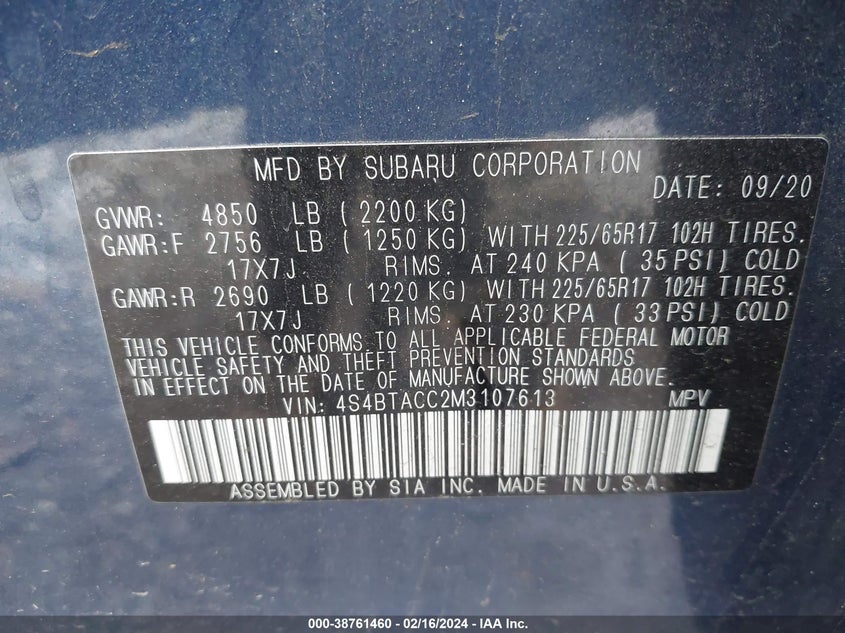 MFD BY SUBARU CORPORATION
DATE: 09/20
GVWR: 4850 LB ( 2200 KG)
GAWR:F 2756 LB ( 1250 KG) WITH 225/65R17 102H TIRES.
17X7J RIMS. AT 240 KPA ( 35 PSI) COLD
GAWR:R 2690 LB ( 1220 KG) WITH 225/65R17 102H TIRES.
17X7J RIMS. AT 230 KPA ( 33 PSI) COLD
THIS VEHICLE CONFORMS TO ALL APPLICABLE FEDERAL MOTOR
VEHICLE SAFETY AND THEFT PREVENTION STANDARDS
IN EFFECT ON THE DATE OF MANUFACTURE SHOWN ABOVE.
VIN: 4S4BTACC2M3107613 MPV
ASSEMBLED BY SIA INC. MADE IN U.S.A.
000-38761460 - 02/16/2024 - IAA Inc.